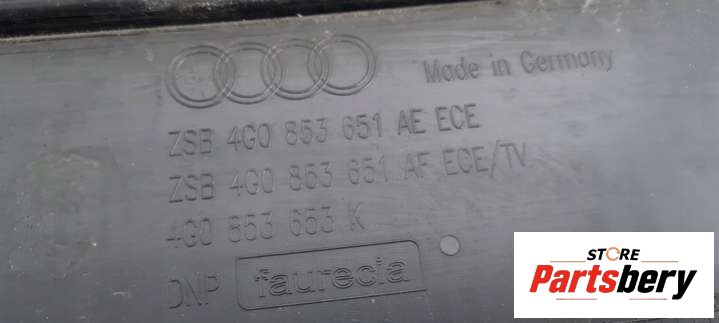 Made in Germany
ZSB 4G0 853 651 AE ECE
ZSB 4G0 853 651 AF ECE/TV
4G0 853 653 K
DNP faurecia
STORE
Partsbery